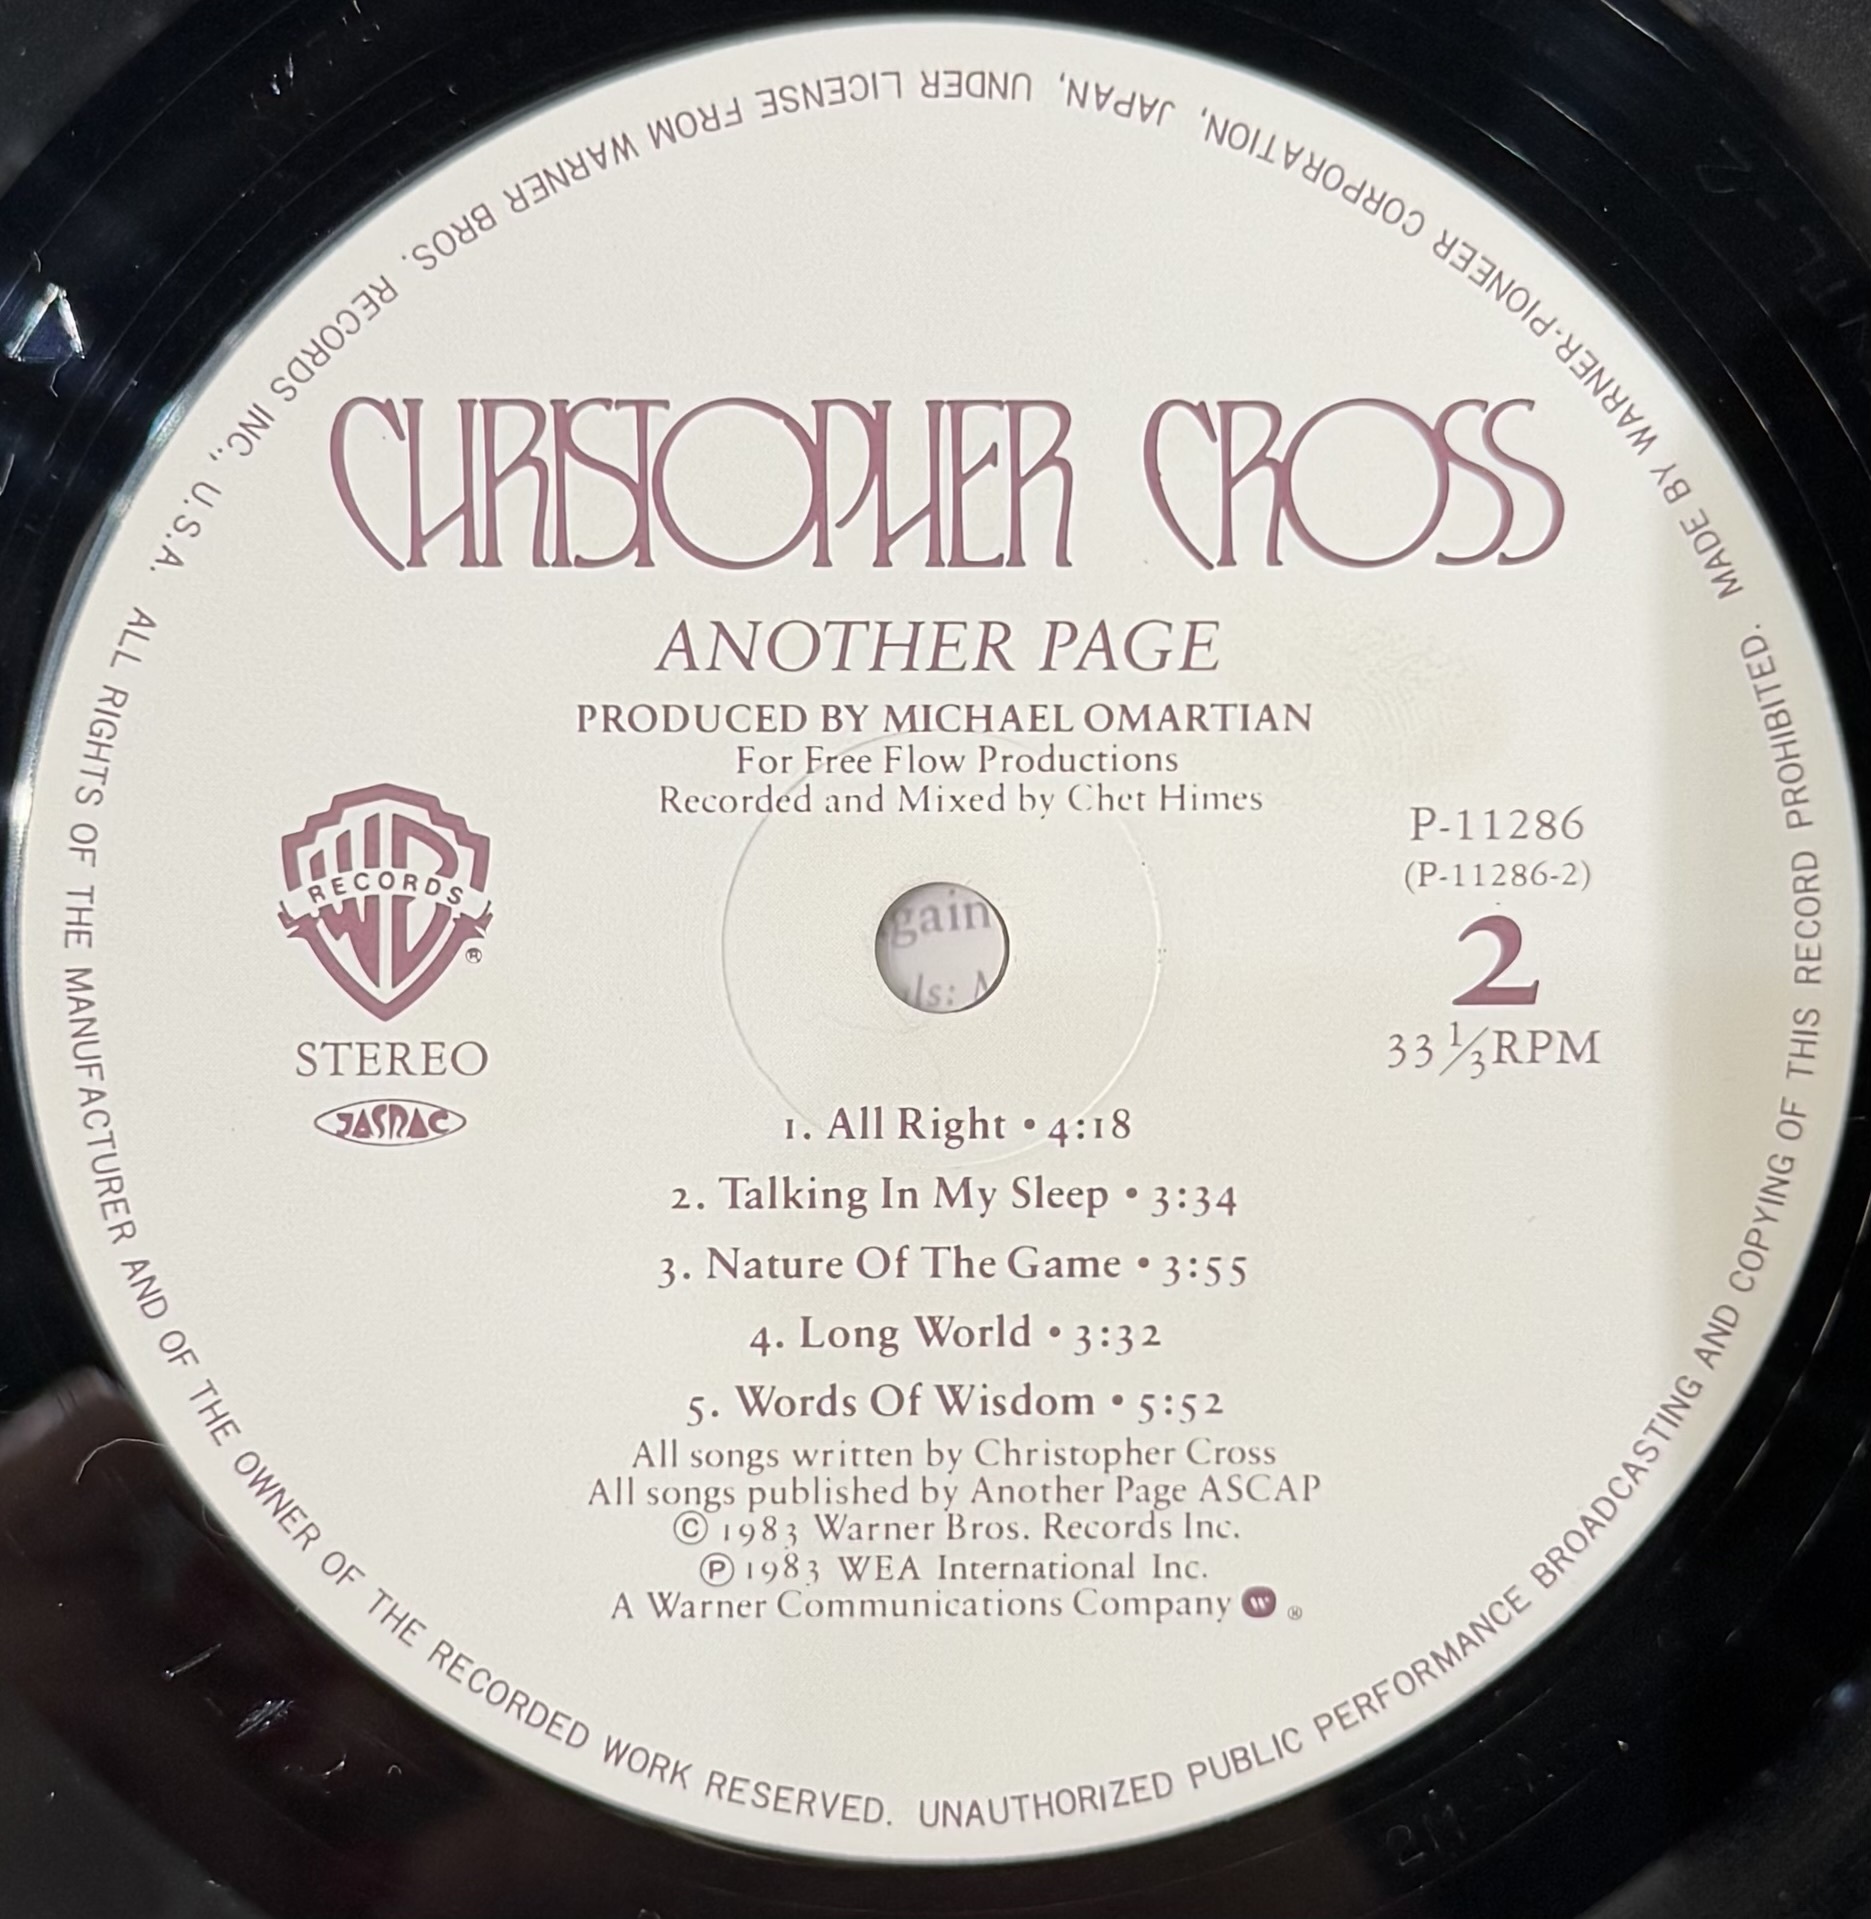 CHRISTOPHER CROSS
ANOTHER PAGE
PRODUCED BY MICHAEL OMARTIAN
For Free Flow Productions
Recorded and Mixed by Chet Himes
RECORDS
®
STEREO
JASRAC
P-11286
(P-11286-2)
2
33 1/3 RPM
gain
ls:
1. All Right • 4:18
2. Talking In My Sleep • 3:34
3. Nature Of The Game • 3:55
4. Long World • 3:32
5. Words Of Wisdom • 5:52
All songs written by Christopher Cross
All songs published by Another Page ASCAP
© 1983 Warner Bros. Records Inc.
℗ 1983 WEA International Inc.
A Warner Communications Company ®
MADE BY WARNER-PIONEER CORPORATION, JAPAN, UNDER LICENSE FROM WARNER BROS. RECORDS INC., U.S.A. ALL RIGHTS OF THE MANUFACTURER AND OF THE OWNER OF THE RECORDED WORK RESERVED. UNAUTHORIZED PUBLIC PERFORMANCE BROADCASTING AND COPYING OF THIS RECORD PROHIBITED.